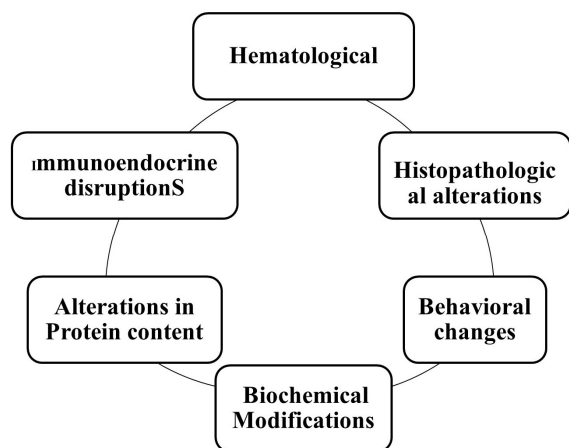 Hematological
Histopathologic
al alterations
Behavioral
changes
Biochemical
Modifications
Alterations in
Protein content
ımmunoendocrine
disruptionS